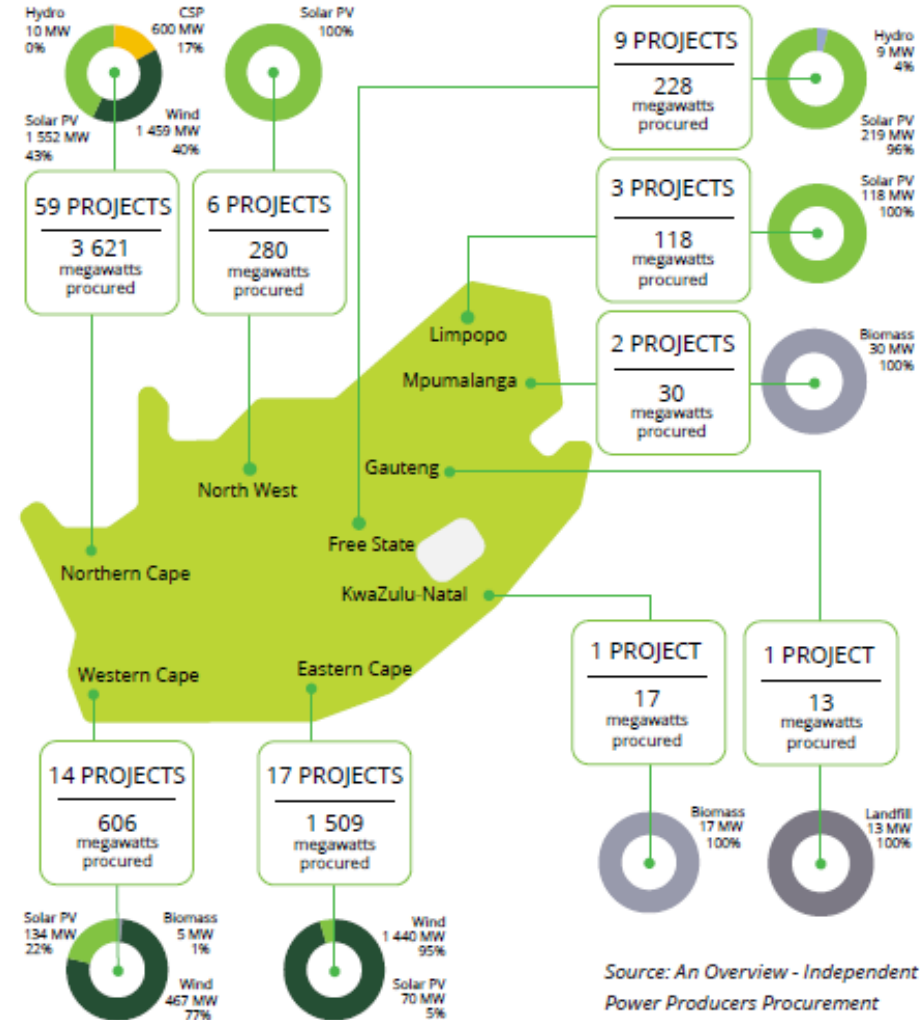 Hydro
10 MW
0%
CSP
600 MW
17%
Solar PV
1 552 MW
43%
Wind
1 459 MW
40%
59 PROJECTS
3 621
megawatts
procured
Solar PV
100%
6 PROJECTS
280
megawatts
procured
9 PROJECTS
228
megawatts
procured
Hydro
9 MW
4%
Solar PV
219 MW
96%
3 PROJECTS
118
megawatts
procured
Solar PV
118 MW
100%
2 PROJECTS
30
megawatts
procured
Biomass
30 MW
100%
Limpopo
Mpumalanga
Gauteng
North West
Free State
Northern Cape
KwaZulu-Natal
Western Cape
Eastern Cape
1 PROJECT
17
megawatts
procured
Biomass
17 MW
100%
1 PROJECT
13
megawatts
procured
Landfill
13 MW
100%
14 PROJECTS
606
megawatts
procured
Solar PV
134 MW
22%
Biomass
5 MW
1%
Wind
467 MW
77%
17 PROJECTS
1 509
megawatts
procured
Wind
1 440 MW
95%
Solar PV
70 MW
5%
Source: An Overview - Independent
Power Producers Procurement